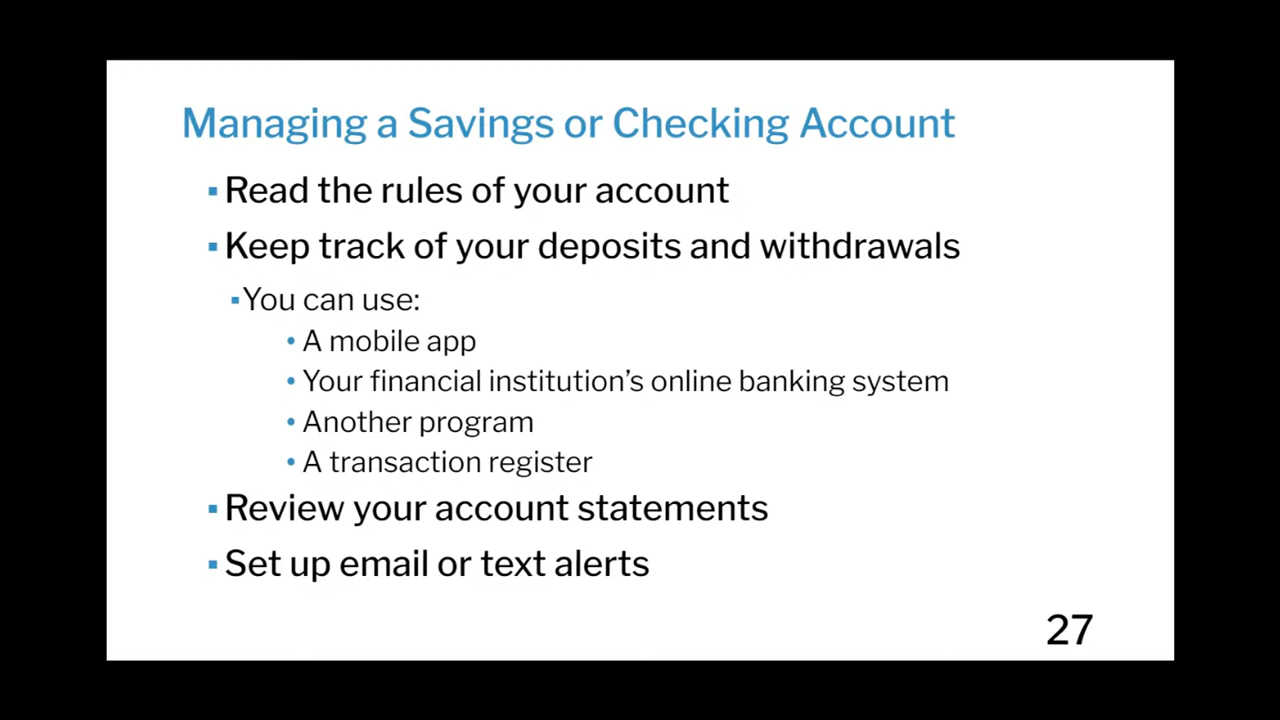 Managing a Savings or Checking Account
▪ Read the rules of your account
▪ Keep track of your deposits and withdrawals
▪ You can use:
• A mobile app
• Your financial institution’s online banking system
• Another program
• A transaction register
▪ Review your account statements
▪ Set up email or text alerts
27